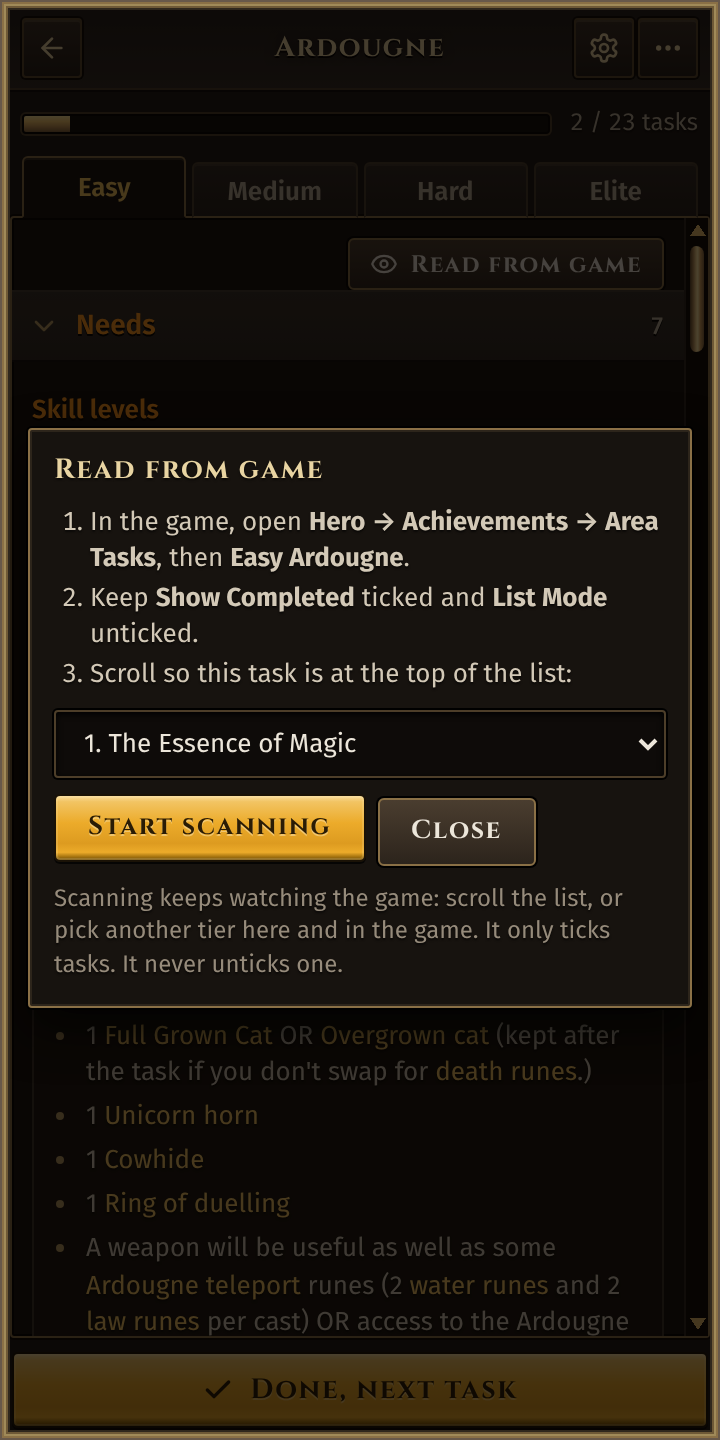 Ardougne
2 / 23 tasks
Easy
Medium
Hard
Elite
Read from game
Needs
7
Skill levels
Read from game
1. In the game, open Hero → Achievements → Area
Tasks, then Easy Ardougne.
2. Keep Show Completed ticked and List Mode
unticked.
3. Scroll so this task is at the top of the list:
1. The Essence of Magic
Start scanning
Close
Scanning keeps watching the game: scroll the list, or
pick another tier here and in the game. It only ticks
tasks. It never unticks one.
• 1 Full Grown Cat OR Overgrown cat (kept after
the task if you don't swap for death runes.)
• 1 Unicorn horn
• 1 Cowhide
• 1 Ring of duelling
• A weapon will be useful as well as some
Ardougne teleport runes (2 water runes and 2
law runes per cast) OR access to the Ardougne
Done, next task